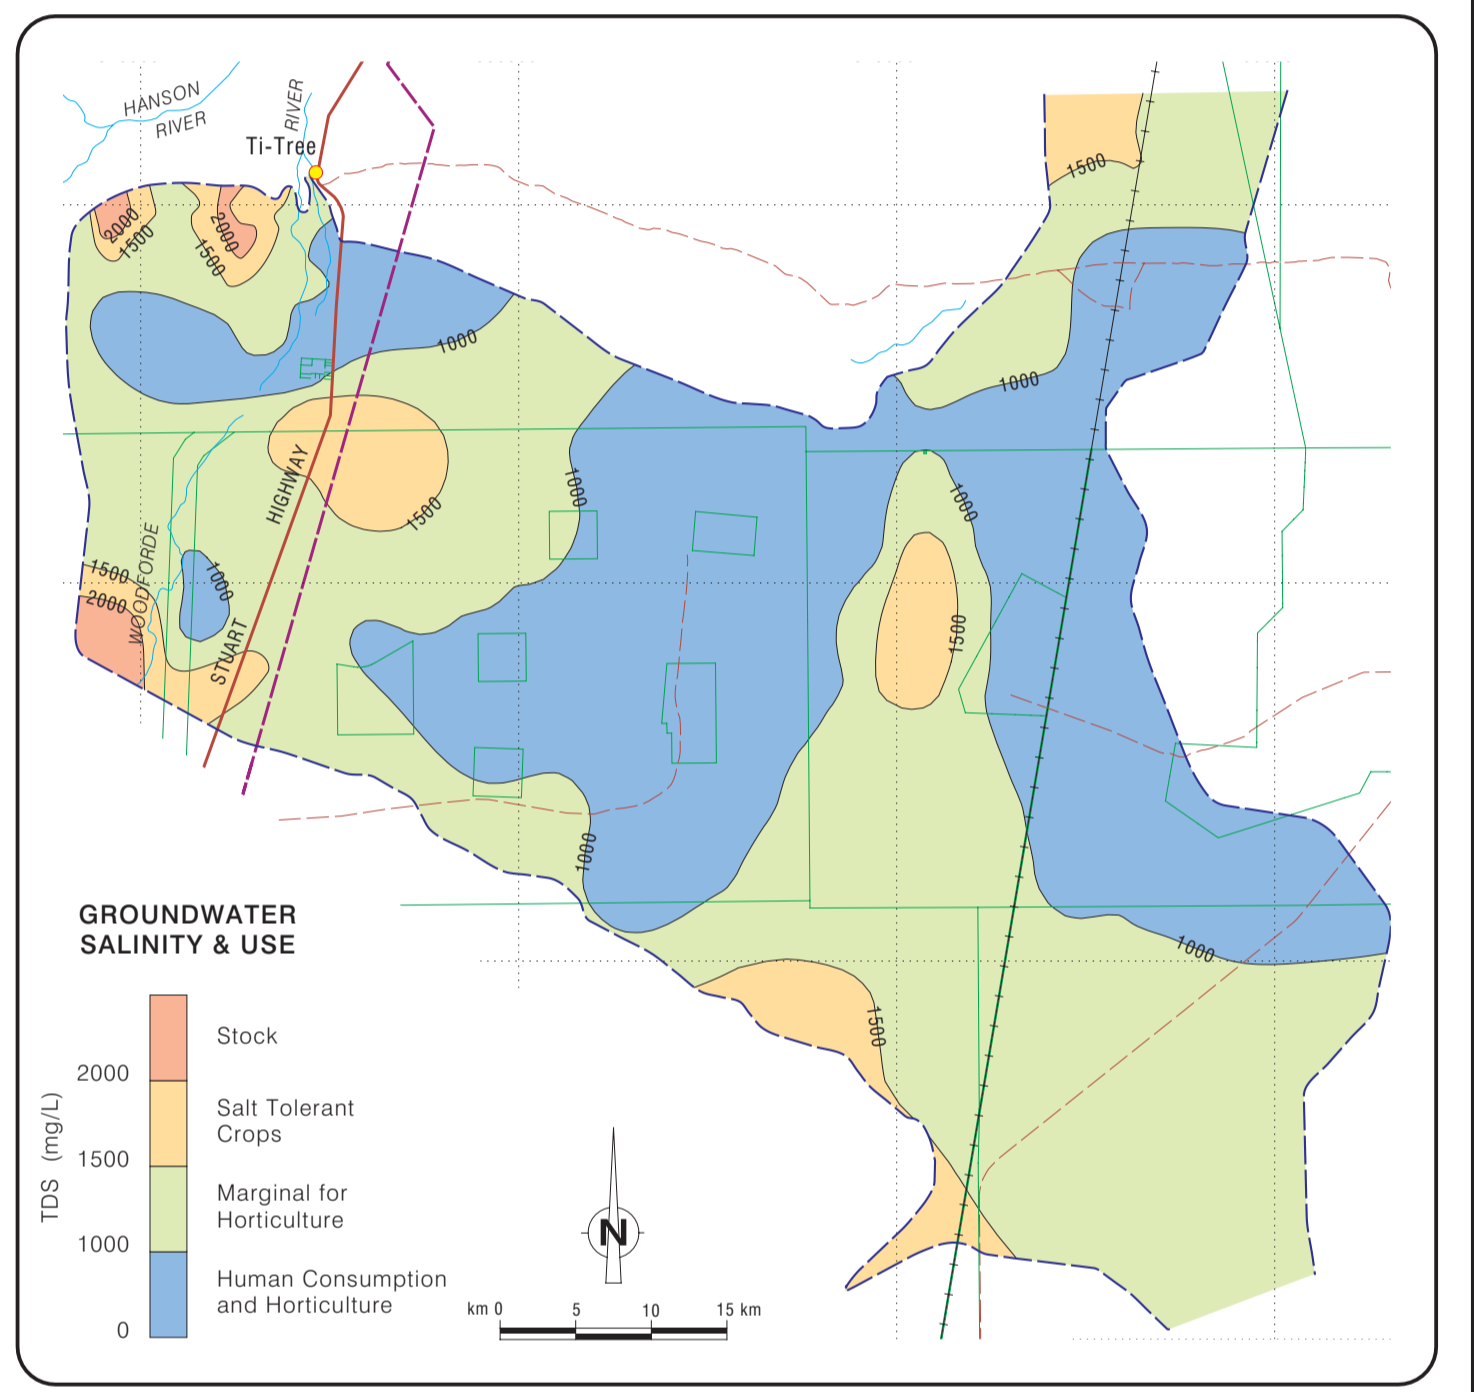 HANSON
RIVER
RIVER
Ti-Tree
1500
2000
1500
2000
1500
1000
1000
1500
1000
1000
1500
1000
1500
2000
WOODFORDE
1000
HIGHWAY
STUART
1500
1000
1000
1500
GROUNDWATER
SALINITY & USE
Stock
2000
Salt Tolerant
Crops
1500
Marginal for
Horticulture
1000
Human Consumption
and Horticulture
0
TDS (mg/L)
N
km 0 5 10 15 km